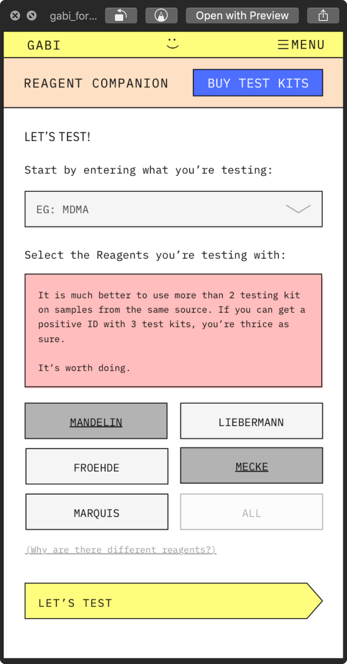 gabi_for...
Open with Preview
GABI
MENU
REAGENT COMPANION
BUY TEST KITS
LET'S TEST!
Start by entering what you're testing:
EG: MDMA
Select the Reagents you're testing with:
It is much better to use more than 2 testing kit
on samples from the same source. If you can get a
positive ID with 3 test kits, you're thrice as
sure.
It's worth doing.
MANDELIN
LIEBERMANN
FROEHDE
MECKE
MARQUIS
ALL
(Why are there different reagents?)
LET'S TEST